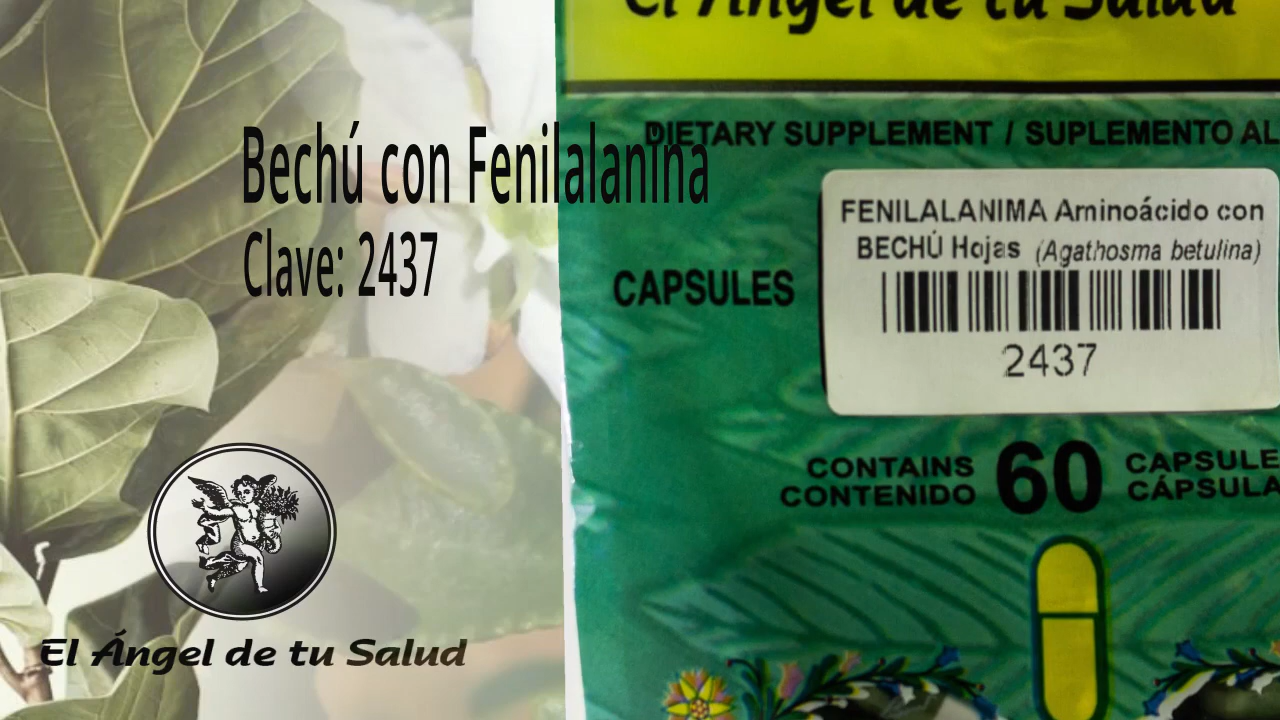 Bechú con Fenilalanina
Clave: 2437
El Ángel de tu Salud
El Ángel de tu Salud
DIETARY SUPPLEMENT / SUPLEMENTO AL
FENILALANIMA Aminoácido con
BECHÚ Hojas (Agathosma betulina)
CAPSULES
2437
CONTAINS 60 CAPSULE
CONTENIDO CÁPSULA